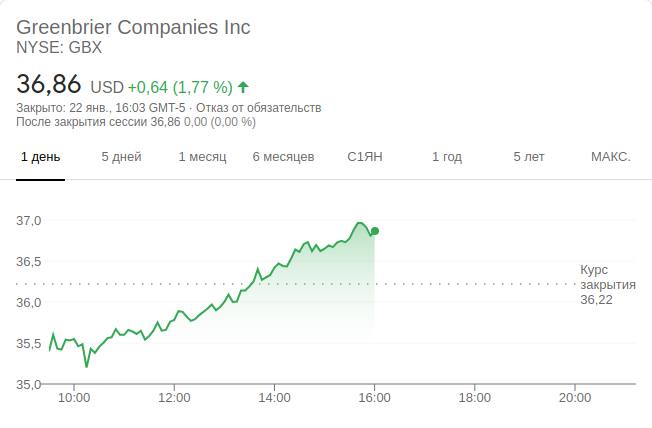 Greenbrier Companies Inc
NYSE: GBX
36,86 USD +0,64 (1,77 %)
Закрыто: 22 янв., 16:03 GMT-5 · Отказ от обязательств
После закрытия сессии 36,86 0,00 (0,00 %)
1 день 5 дней 1 месяц 6 месяцев С1ЯН 1 год 5 лет МАКС.
37,0
36,5
Курс
закрытия
36,22
36,0
35,5
35,0
10:00 12:00 14:00 16:00 18:00 20:00